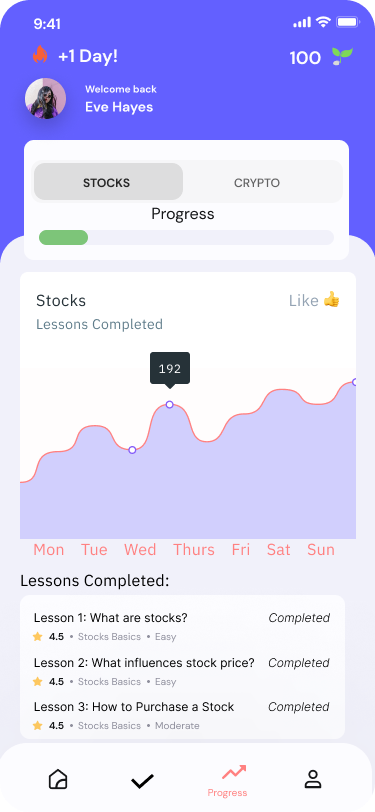 9:41
+1 Day!
100
Welcome back
Eve Hayes
STOCKS CRYPTO
Progress
Stocks Like 👍
Lessons Completed
192
Mon Tue Wed Thurs Fri Sat Sun
Lessons Completed:
Lesson 1: What are stocks? Completed
4.5 • Stocks Basics • Easy
Lesson 2: What influences stock price? Completed
4.5 • Stocks Basics • Easy
Lesson 3: How to Purchase a Stock Completed
4.5 • Stocks Basics • Moderate
Progress